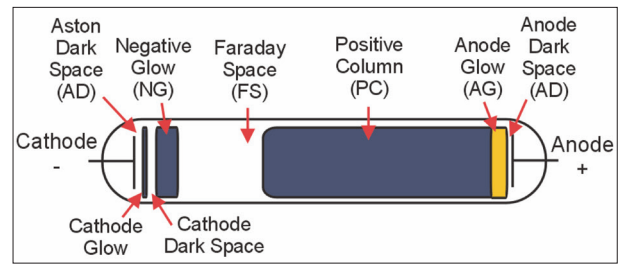 Aston
Dark
Space
(AD)
Negative
Glow
(NG)
Faraday
Space
(FS)
Positive
Column
(PC)
Anode
Glow
(AG)
Anode
Dark
Space
(AD)
Cathode
-
Anode
+
Cathode
Glow
Cathode
Dark Space